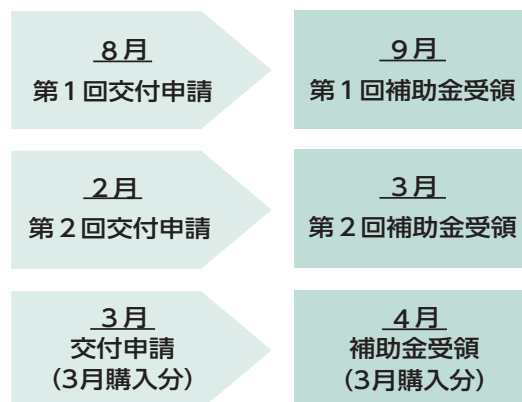 8月
第1回交付申請
9月
第1回補助金受領
2月
第2回交付申請
3月
第2回補助金受領
3月
交付申請
（3月購入分）
4月
補助金受領
（3月購入分）